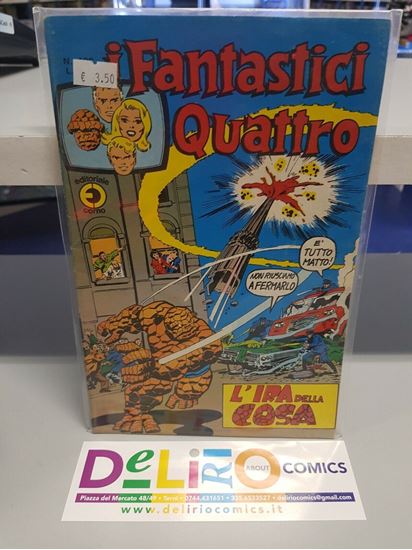 N.
L.
€ 3.50
i Fantastici
Quattro
editoriale
corno
È
TUTTO
MATTO!
NON RIUSCIAMO
A FERMARLO
L'IRA DELLA
COSA
DeLiRiO ABOUT COMICS
Piazza del Mercato 48/49 • Terni • 0744.431651 • 335.6533527 • deliriocomics@gmail.com
www.deliriocomics.it